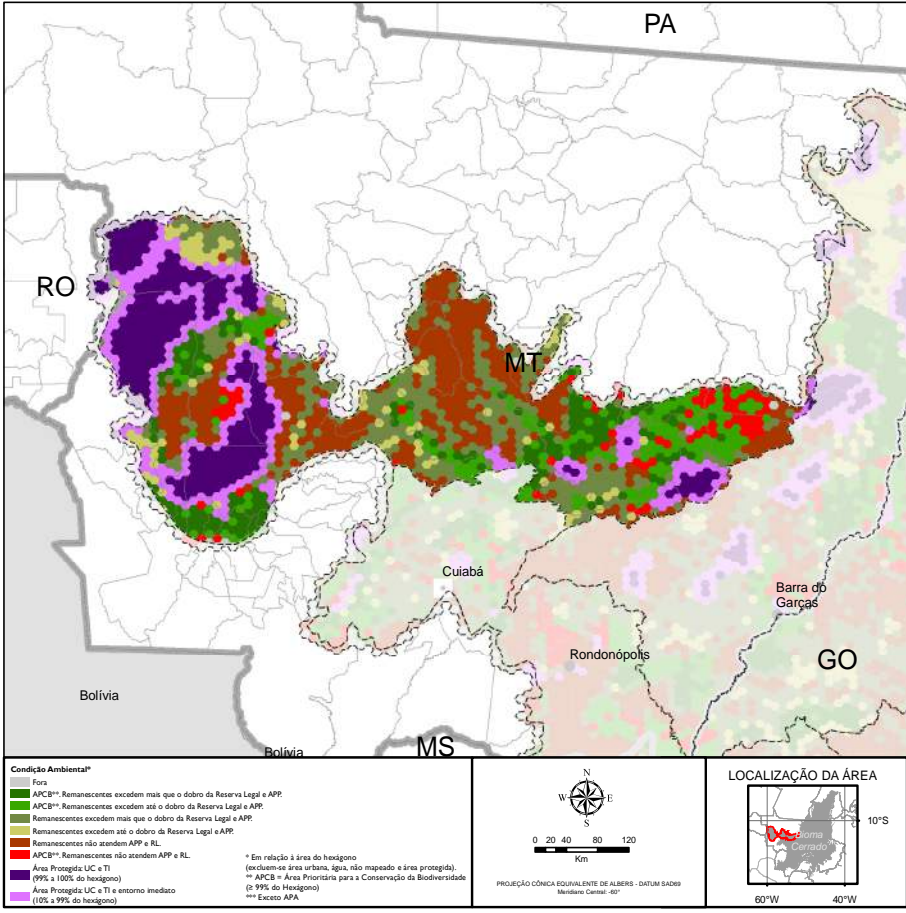 PA
RO
MT
Cuiabá
Barra do
Garças
Rondonópolis
GO
Bolívia
Bolívia
MS
Condição Ambiental*
Fora
APCB**. Remanescentes excedem mais que o dobro da Reserva Legal e APP.
APCB**. Remanescentes excedem até o dobro da Reserva Legal e APP.
Remanescentes excedem mais que o dobro da Reserva Legal e APP.
Remanescentes excedem até o dobro da Reserva Legal e APP.
Remanescentes não atendem APP e RL.
APCB**. Remanescentes não atendem APP e RL.
Área Protegida: UC e TI
(99% a 100% do hexágono)
Área Protegida: UC e TI e entorno imediato
(10% a 99% do hexágono)
* Em relação à área do hexágono
(excluem-se área urbana, água, não mapeado e área protegida).
** APCB = Área Prioritária para a Conservação da Biodiversidade
(≥ 99% do Hexágono)
*** Exceto APA
N
W E
S
0 20 40 60 80 100 120
Km
PROJEÇÃO CÔNICA EQUIVALENTE DE ALBERS - DATUM SAD69
Meridiano Central: -60°
LOCALIZAÇÃO DA ÁREA
10°S
Bioma
Cerrado
60°W 40°W